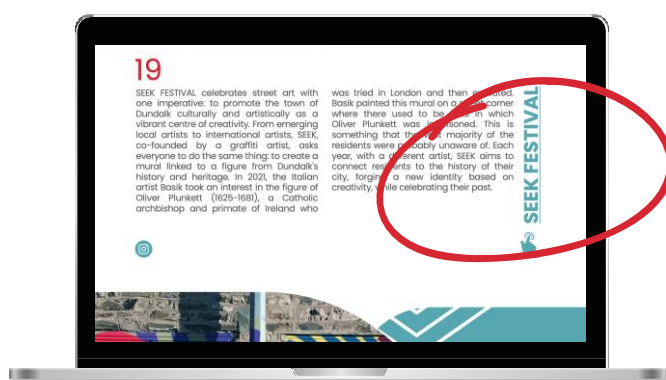 19
SEEK FESTIVAL celebrates street art with
one imperative: to promote the town of
Dundalk culturally and artistically as a
vibrant centre of creativity. From emerging
local artists to international artists, SEEK,
co-founded by a graffiti artist, asks
everyone to do the same thing: to create a
mural linked to a figure from Dundalk's
history and heritage. In 2021, the Italian
artist Basik took an interest in the figure of
Oliver Plunkett (1625-1681), a Catholic
archbishop and primate of Ireland who
was tried in London and then executed.
Basik painted this mural on a corner
where there used to be in which
Oliver Plunkett was imprisoned. This is
something that the vast majority of the
residents were probably unaware of. Each
year, with a different artist, SEEK aims to
connect residents to the history of their
city, forging a new identity based on
creativity, while celebrating their past.
SEEK FESTIVAL